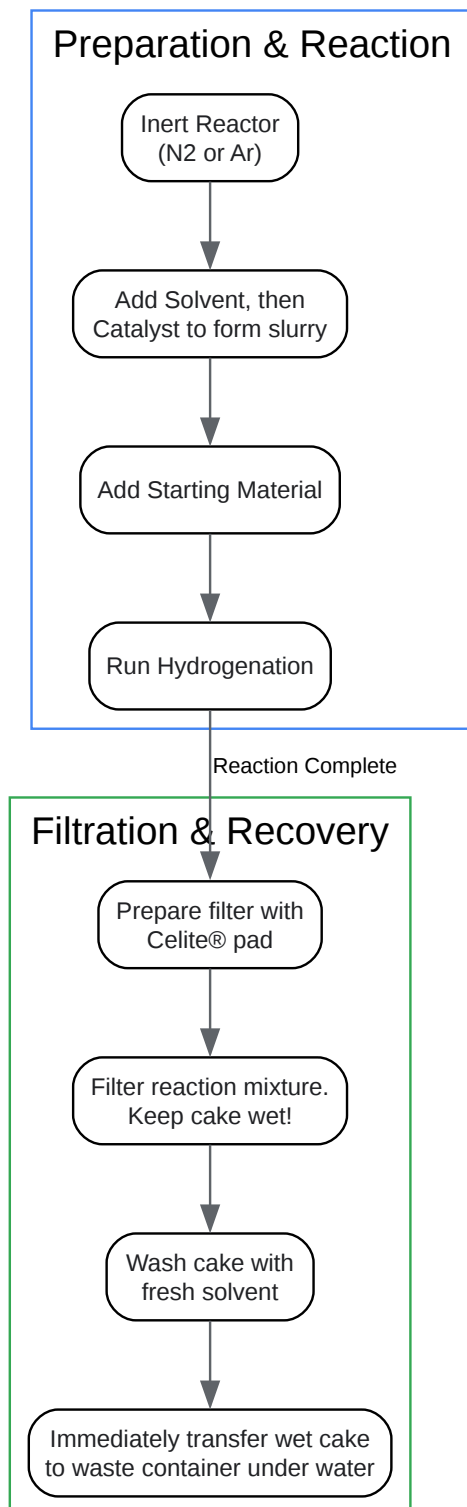 Preparation & Reaction
Inert Reactor
(N2 or Ar)
Add Solvent, then
Catalyst to form slurry
Add Starting Material
Run Hydrogenation
Reaction Complete
Filtration & Recovery
Prepare filter with
Celite® pad
Filter reaction mixture.
Keep cake wet!
Wash cake with
fresh solvent
Immediately transfer wet cake
to waste container under water